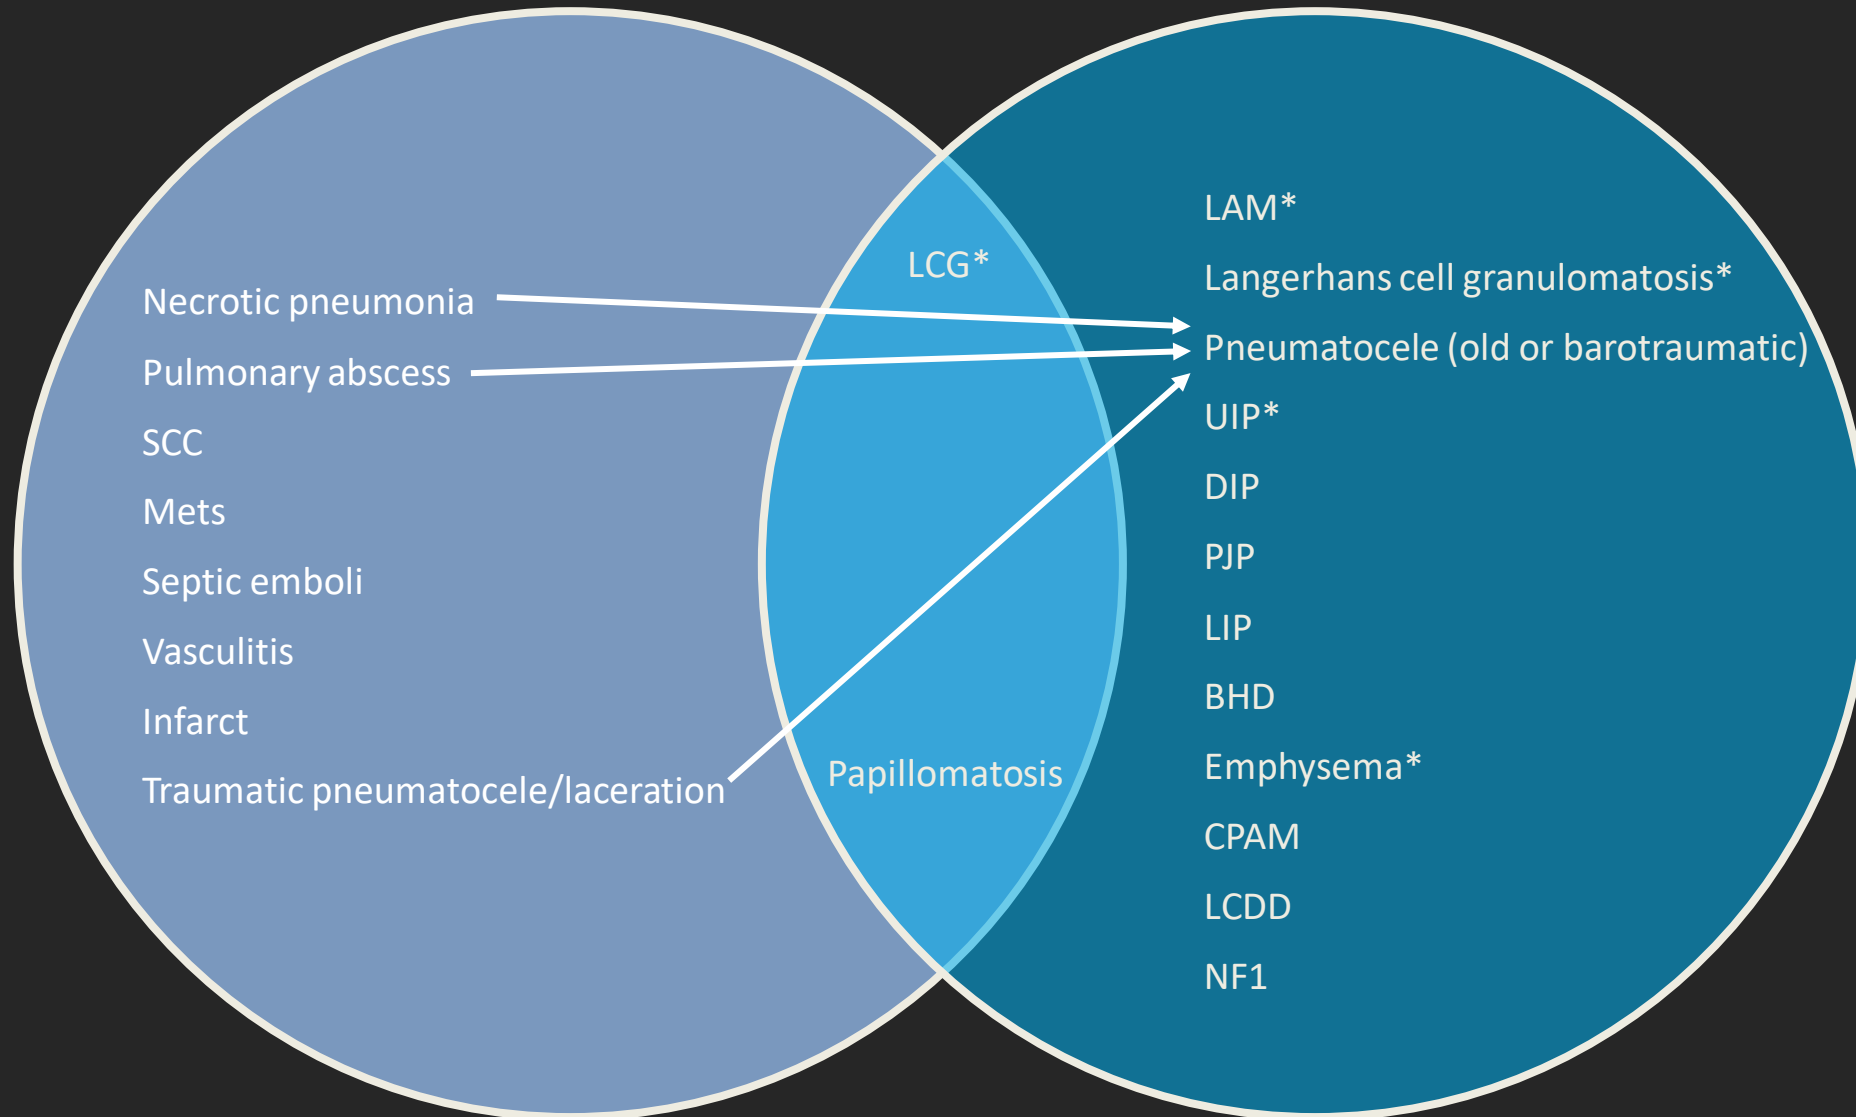 Necrotic pneumonia
Pulmonary abscess
SCC
Mets
Septic emboli
Vasculitis
Infarct
Traumatic pneumatocele/laceration
LCG*
Papillomatosis
LAM*
Langerhans cell granulomatosis*
Pneumatocele (old or barotraumatic)
UIP*
DIP
PJP
LIP
BHD
Emphysema*
CPAM
LCDD
NF1